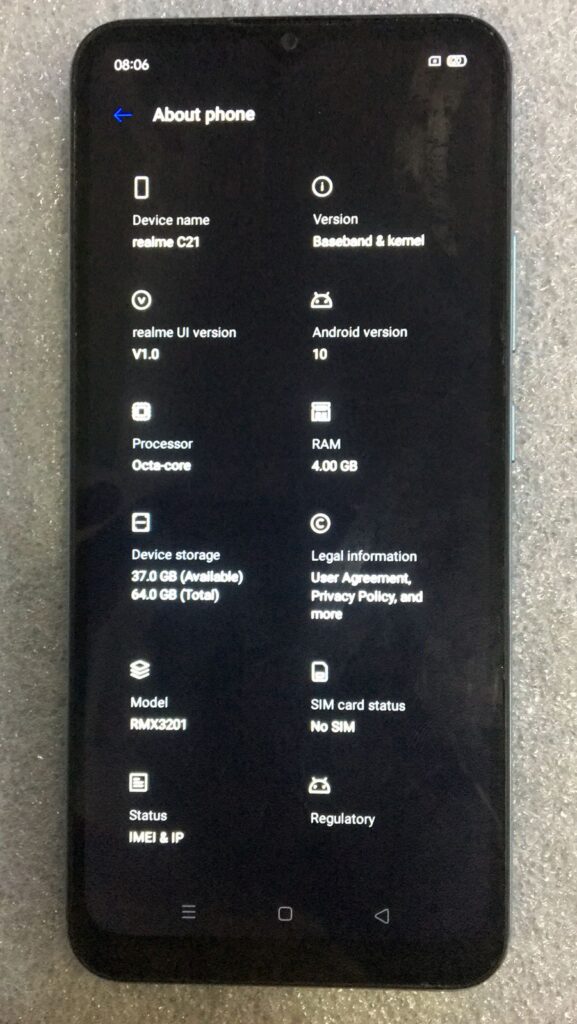 08:06
About phone
Device name
realme C21
Version
Baseband & kernel
realme UI version
V1.0
Android version
10
Processor
Octa-core
RAM
4.00 GB
Device storage
37.0 GB (Available)
64.0 GB (Total)
Legal information
User Agreement,
Privacy Policy, and
more
Model
RMX3201
SIM card status
No SIM
Status
IMEI & IP
Regulatory